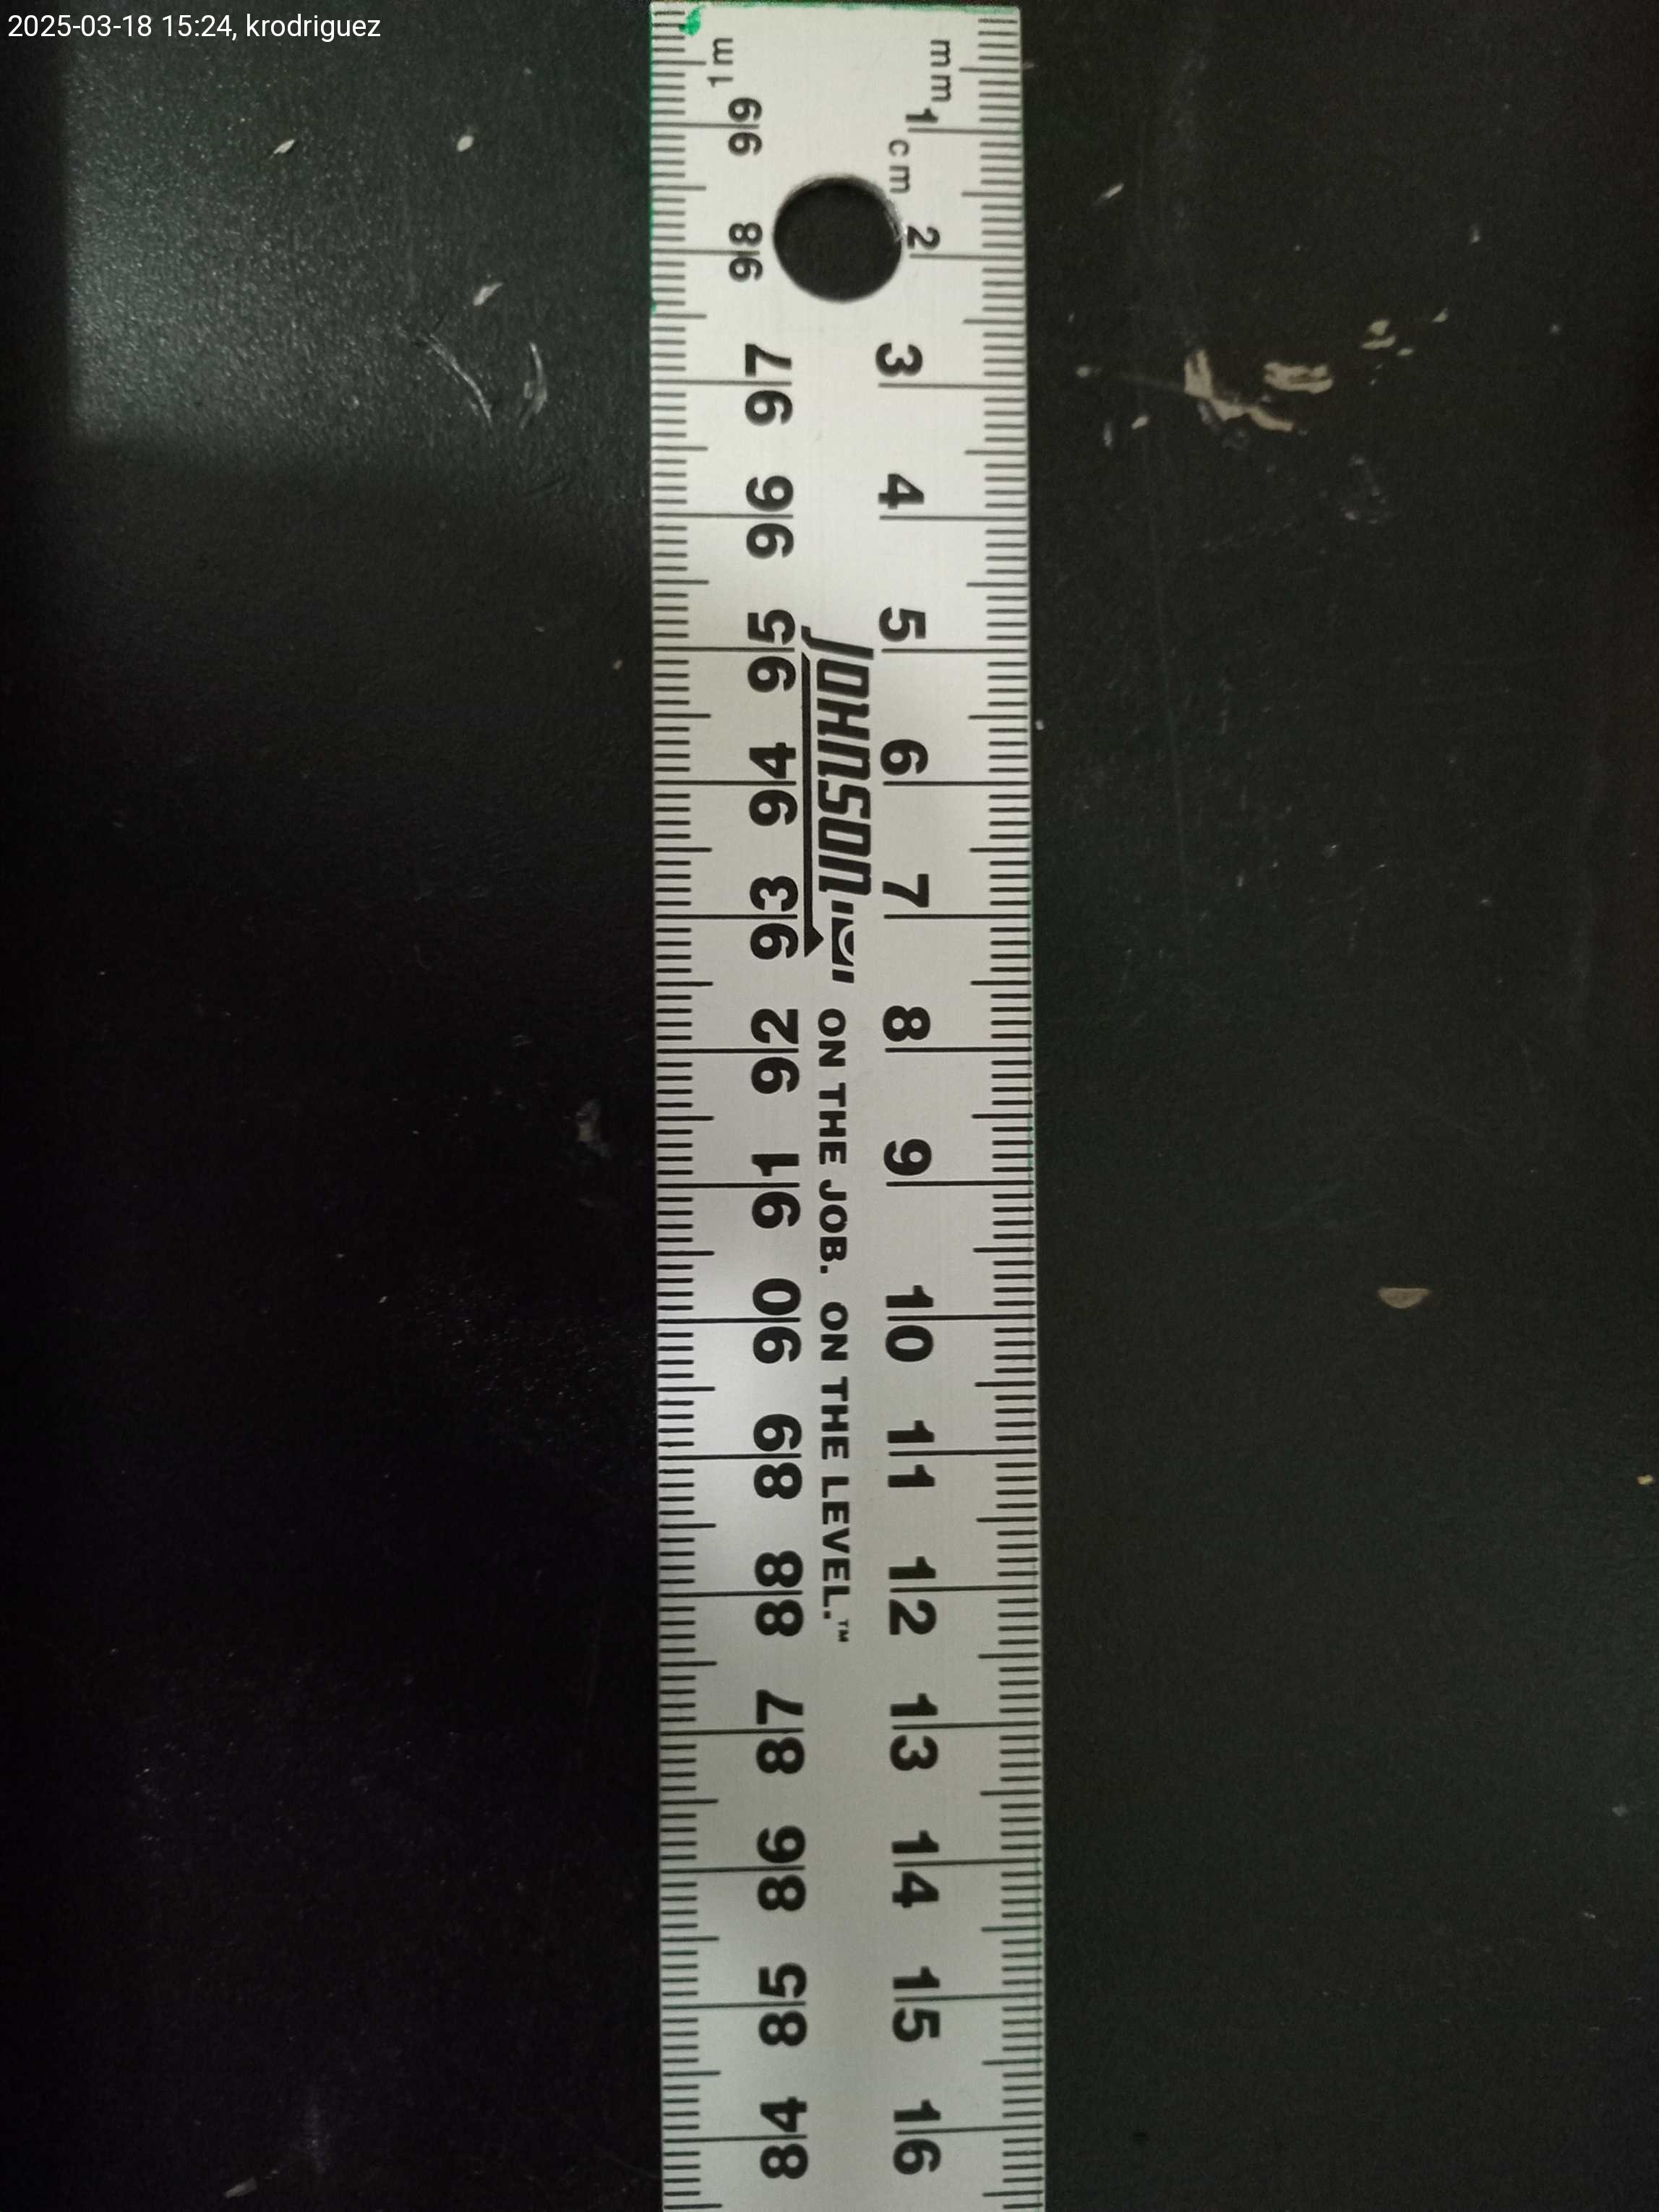 2025-03-18 15:24, krodriguez
mm 1 2 3 4 5 6 7 8 9 10 11 12 13 14 15 16
cm
JOHNSON ON THE JOB. ON THE LEVEL.™
1m 99 98 97 96 95 94 93 92 91 90 89 88 87 86 85 84